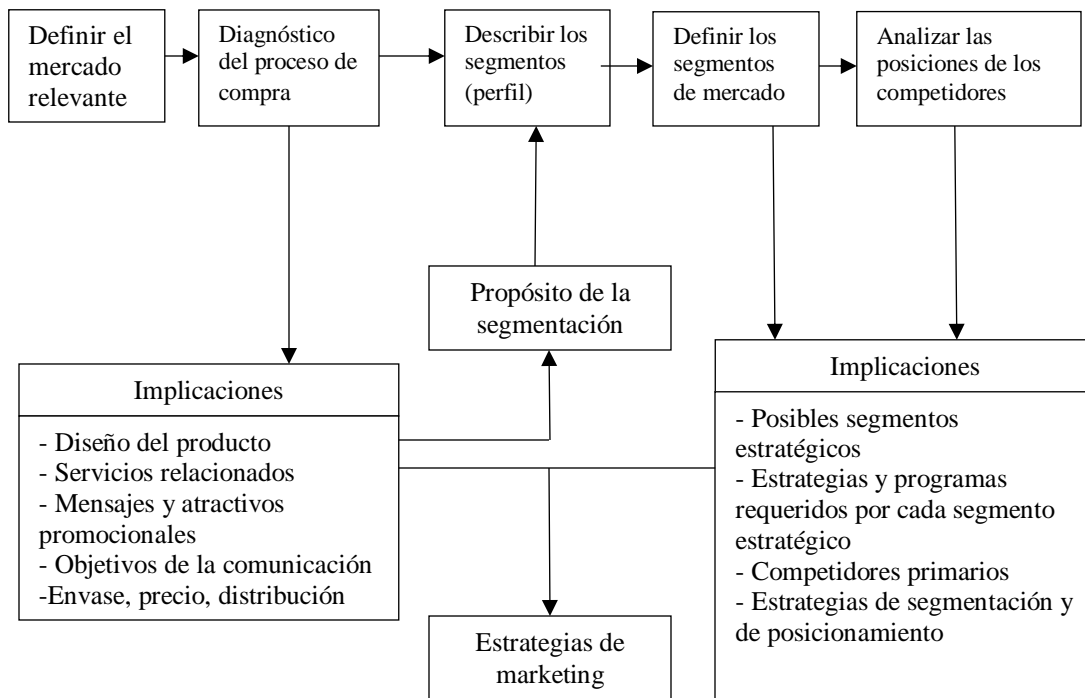 Definir el
mercado
relevante
Diagnóstico
del proceso de
compra
Describir los
segmentos
(perfil)
Definir los
segmentos
de mercado
Analizar las
posiciones de los
competidores
Propósito de la
segmentación
Implicaciones
- Diseño del producto
- Servicios relacionados
- Mensajes y atractivos
promocionales
- Objetivos de la comunicación
-Envase, precio, distribución
Implicaciones
- Posibles segmentos
estratégicos
- Estrategias y programas
requeridos por cada segmento
estratégico
- Competidores primarios
- Estrategias de segmentación y
de posicionamiento
Estrategias de
marketing